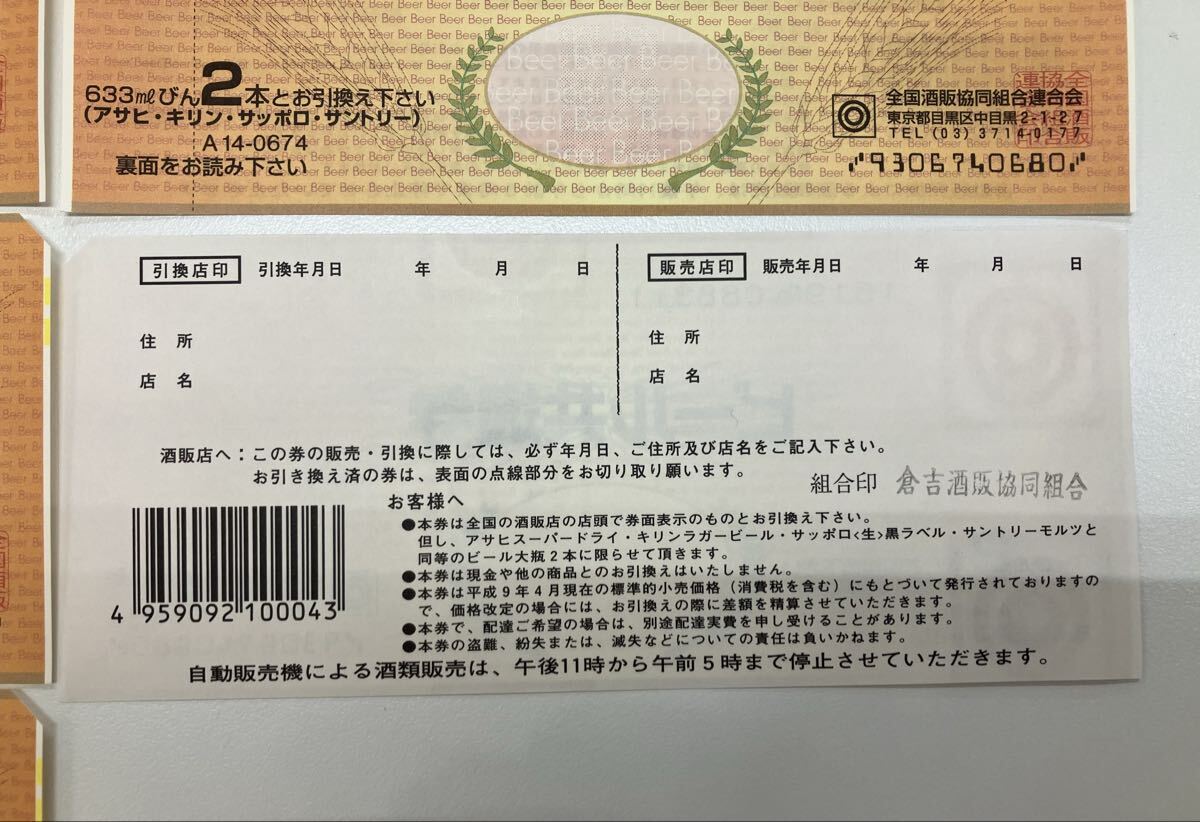 633mlびん2本とお引換え下さい
(アサヒ・キリン・サッポロ・サントリー)
A14-0674
裏面をお読み下さい
全国酒販協同組合連合会
東京都目黒区中目黒2-1-27
TEL(03)3714-0177
9306740680
引換店印 引換年月日 年 月 日
住 所
店 名
販売店印 販売年月日 年 月 日
住 所
店 名
酒販店へ:この券の販売・引換に際しては、必ず年月日、ご住所及び店名をご記入下さい。
お引き換え済の券は、表面の点線部分をお切り取り願います。
組合印 倉吉酒販協同組合
お客様へ
●本券は全国の酒販店の店頭で券面表示のものとお引換え下さい。
但し、アサヒスーパードライ・キリンラガービール・サッポロ<生>黒ラベル・サントリーモルツと
同等のビール大瓶2本に限らせて頂きます。
●本券は現金や他の商品とのお引換えはいたしません。
●本券は平成9年4月現在の標準的小売価格(消費税を含む)にもとづいて発行されておりますの
で、価格改定の場合には、お引換えの際に差額を精算させていただきます。
●本券で、配達ご希望の場合は、別途配達実費を申し受けることがあります。
●本券の盗難、紛失または、滅失などについての責任は負いかねます。
4 959092 100043
自動販売機による酒類販売は、午後11時から午前5時まで停止させていただきます。